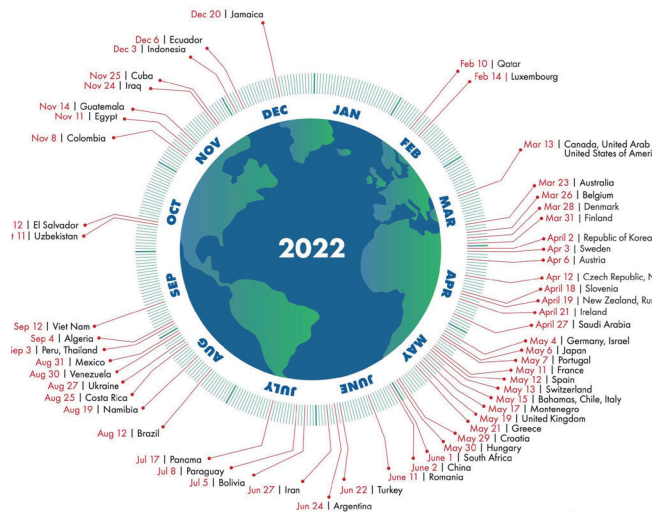 Dec 20 | Jamaica
Dec 6 | Ecuador
Dec 3 | Indonesia
Nov 25 | Cuba
Nov 24 | Iraq
Nov 14 | Guatemala
Nov 11 | Egypt
Nov 8 | Colombia
12 | El Salvador
11 | Uzbekistan
Sep 12 | Viet Nam
Sep 4 | Algeria
Sep 3 | Peru, Thailand
Aug 31 | Mexico
Aug 30 | Venezuela
Aug 27 | Ukraine
Aug 25 | Costa Rica
Aug 19 | Namibia
Aug 12 | Brazil
Jul 17 | Panama
Jul 8 | Paraguay
Jul 5 | Bolivia
Jun 27 | Iran
Jun 24 | Argentina
Jun 22 | Turkey
DEC
JAN
FEB
MAR
APR
MAY
JUNE
JULY
AUG
SEP
OCT
NOV
2022
Feb 10 | Qatar
Feb 14 | Luxembourg
Mar 13 | Canada, United Arab
United States of Ameri
Mar 23 | Australia
Mar 26 | Belgium
Mar 28 | Denmark
Mar 31 | Finland
April 2 | Republic of Korea
Apr 3 | Sweden
Apr 6 | Austria
Apr 12 | Czech Republic, N
April 18 | Slovenia
April 19 | New Zealand, Rus
April 21 | Ireland
April 27 | Saudi Arabia
May 4 | Germany, Israel
May 6 | Japan
May 7 | Portugal
May 11 | France
May 12 | Spain
May 13 | Switzerland
May 15 | Bahamas, Chile, Italy
May 17 | Montenegro
May 19 | United Kingdom
May 21 | Greece
May 29 | Croatia
May 30 | Hungary
June 1 | South Africa
June 2 | China
June 11 | Romania